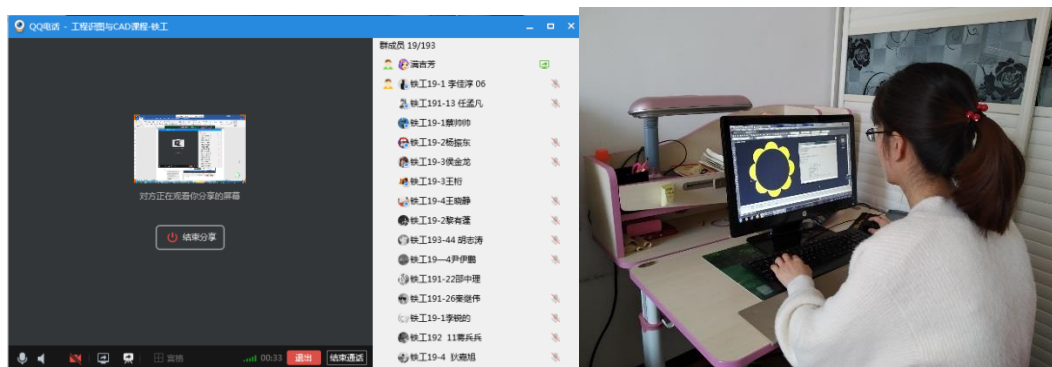 QQ电话 - 工程识图与CAD课程-铁工
对方正在观看你分享的屏幕
结束分享
宫格
00:33
退出
结束通话
群成员 19/193
满吉芳
铁工19-1 李佳淳 06
铁工191-13 任孟凡
铁工19-1蔡帅帅
铁工19-2杨振东
铁工19-3侯金龙
铁工19-3王珩
铁工19-4王晓静
铁工19-2黎有莲
铁工193-44 胡志涛
铁工19—4尹伊鹏
铁工191-22邵中理
铁工191-26秦继伟
铁工19-1李锐的
铁工192 11蒋兵兵
铁工19-4 狄嘉旭